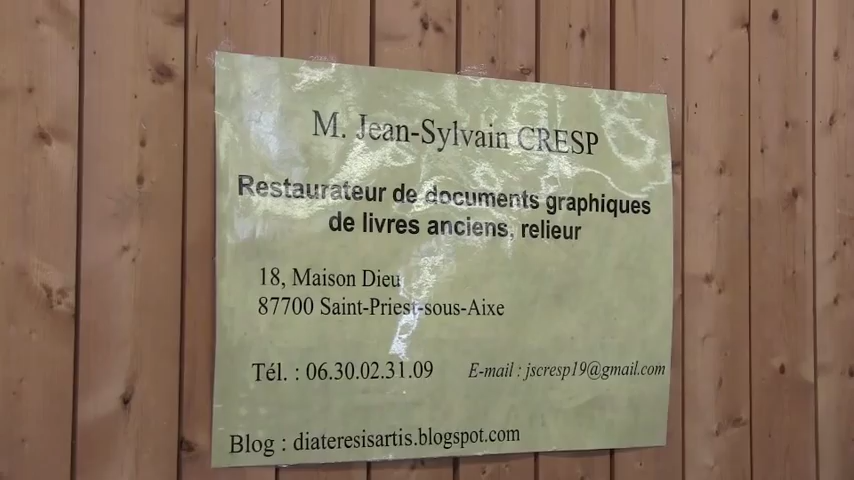 M. Jean-Sylvain CRESP
Restaurateur de documents graphiques
de livres anciens, relieur
18, Maison Dieu
87700 Saint-Priest-sous-Aixe
Tél. : 06.30.02.31.09 E-mail : jscresp19@gmail.com
Blog : diateresisartis.blogspot.com